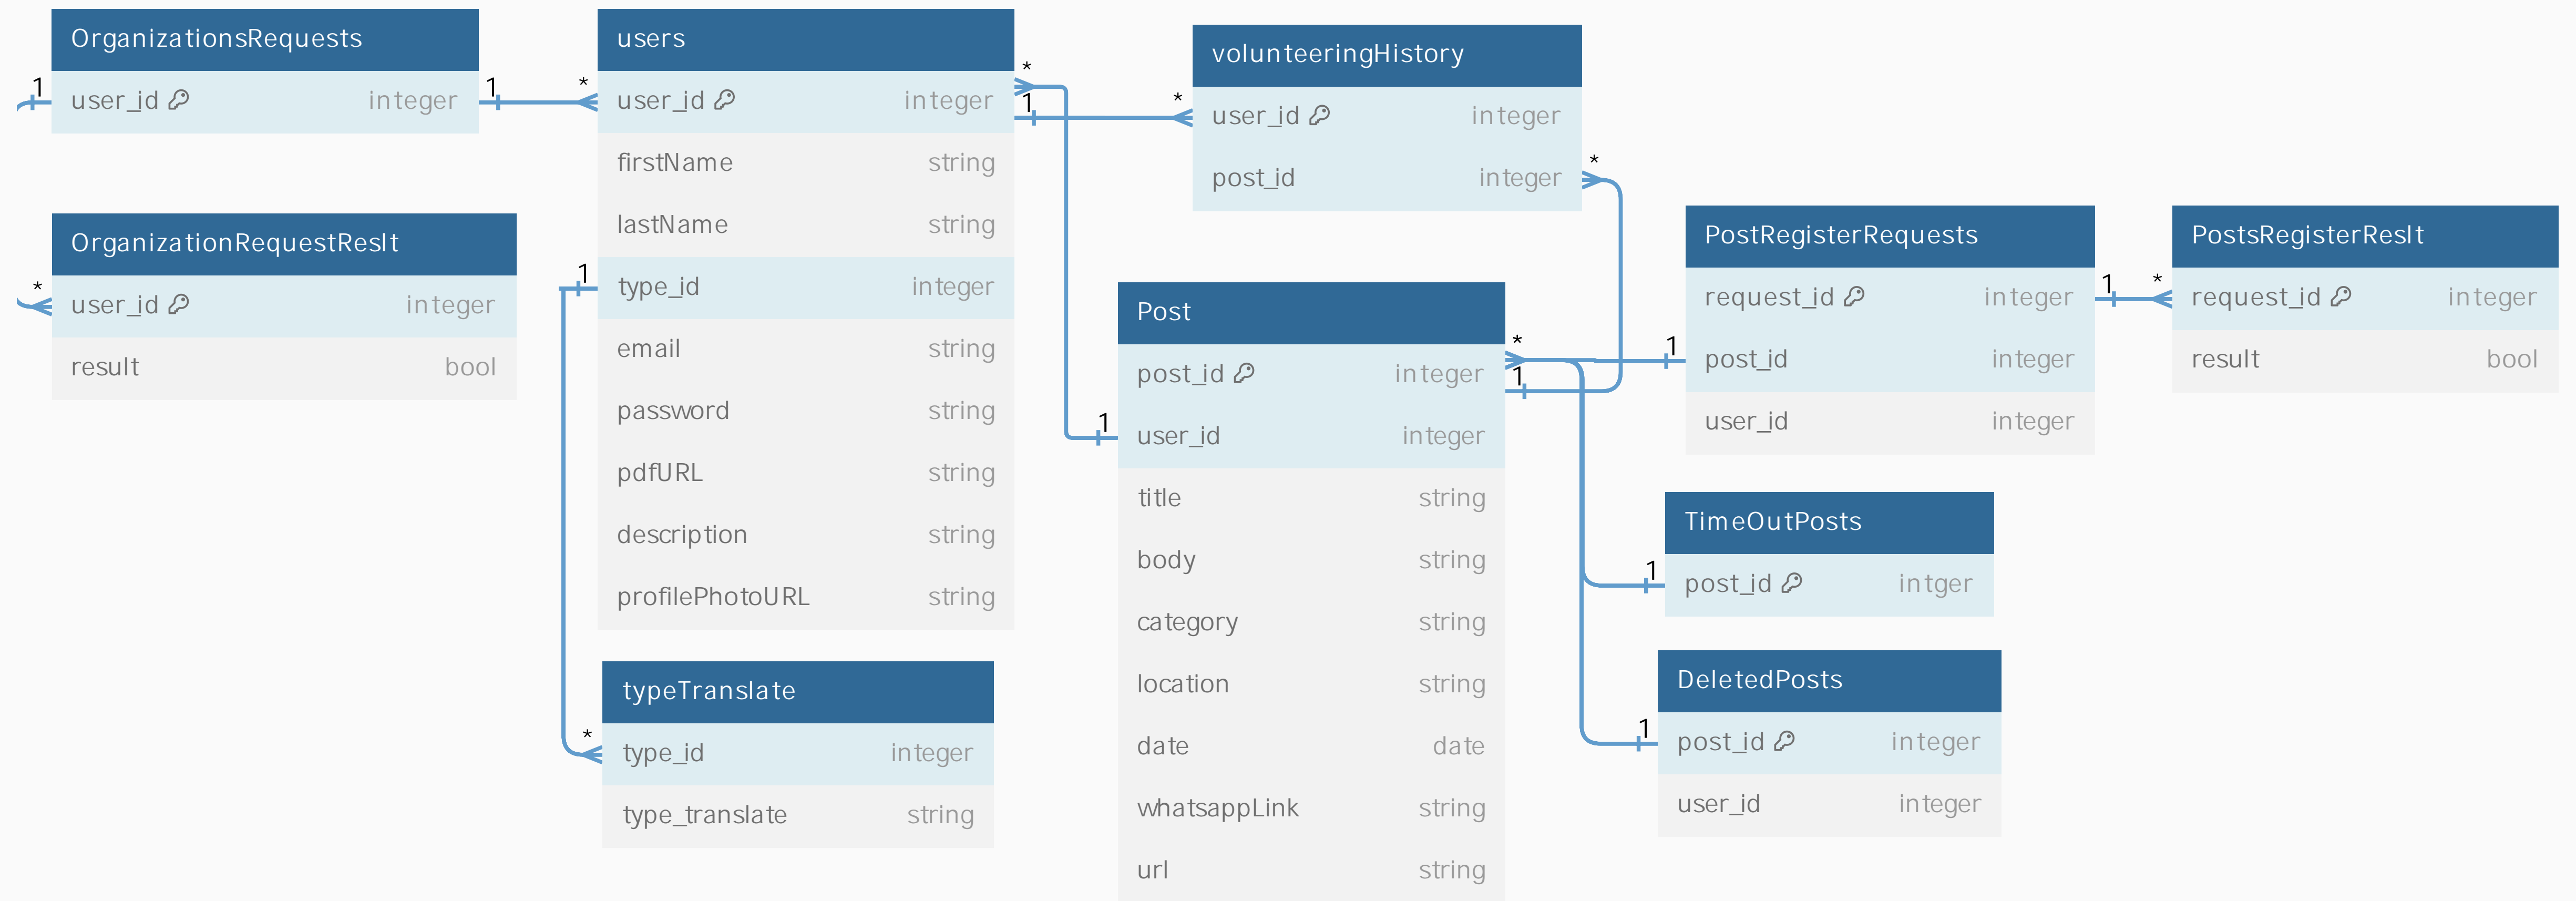 OrganizationsRequests
user_id integer
1
1
*
OrganizationRequestReslt
user_id integer
result bool
*
users
user_id integer
firstName string
lastName string
type_id integer
email string
password string
pdfURL string
description string
profilePhotoURL string
*
1
1
typeTranslate
type_id integer
type_translate string
*
volunteeringHistory
user_id integer
post_id integer
*
*
Post
post_id integer
user_id integer
title string
body string
category string
location string
date date
whatsappLink string
url string
1
*
1
PostRegisterRequests
request_id integer
post_id integer
user_id integer
1
1
*
PostsRegisterReslt
request_id integer
result bool
TimeOutPosts
post_id intger
1
DeletedPosts
post_id integer
user_id integer
1